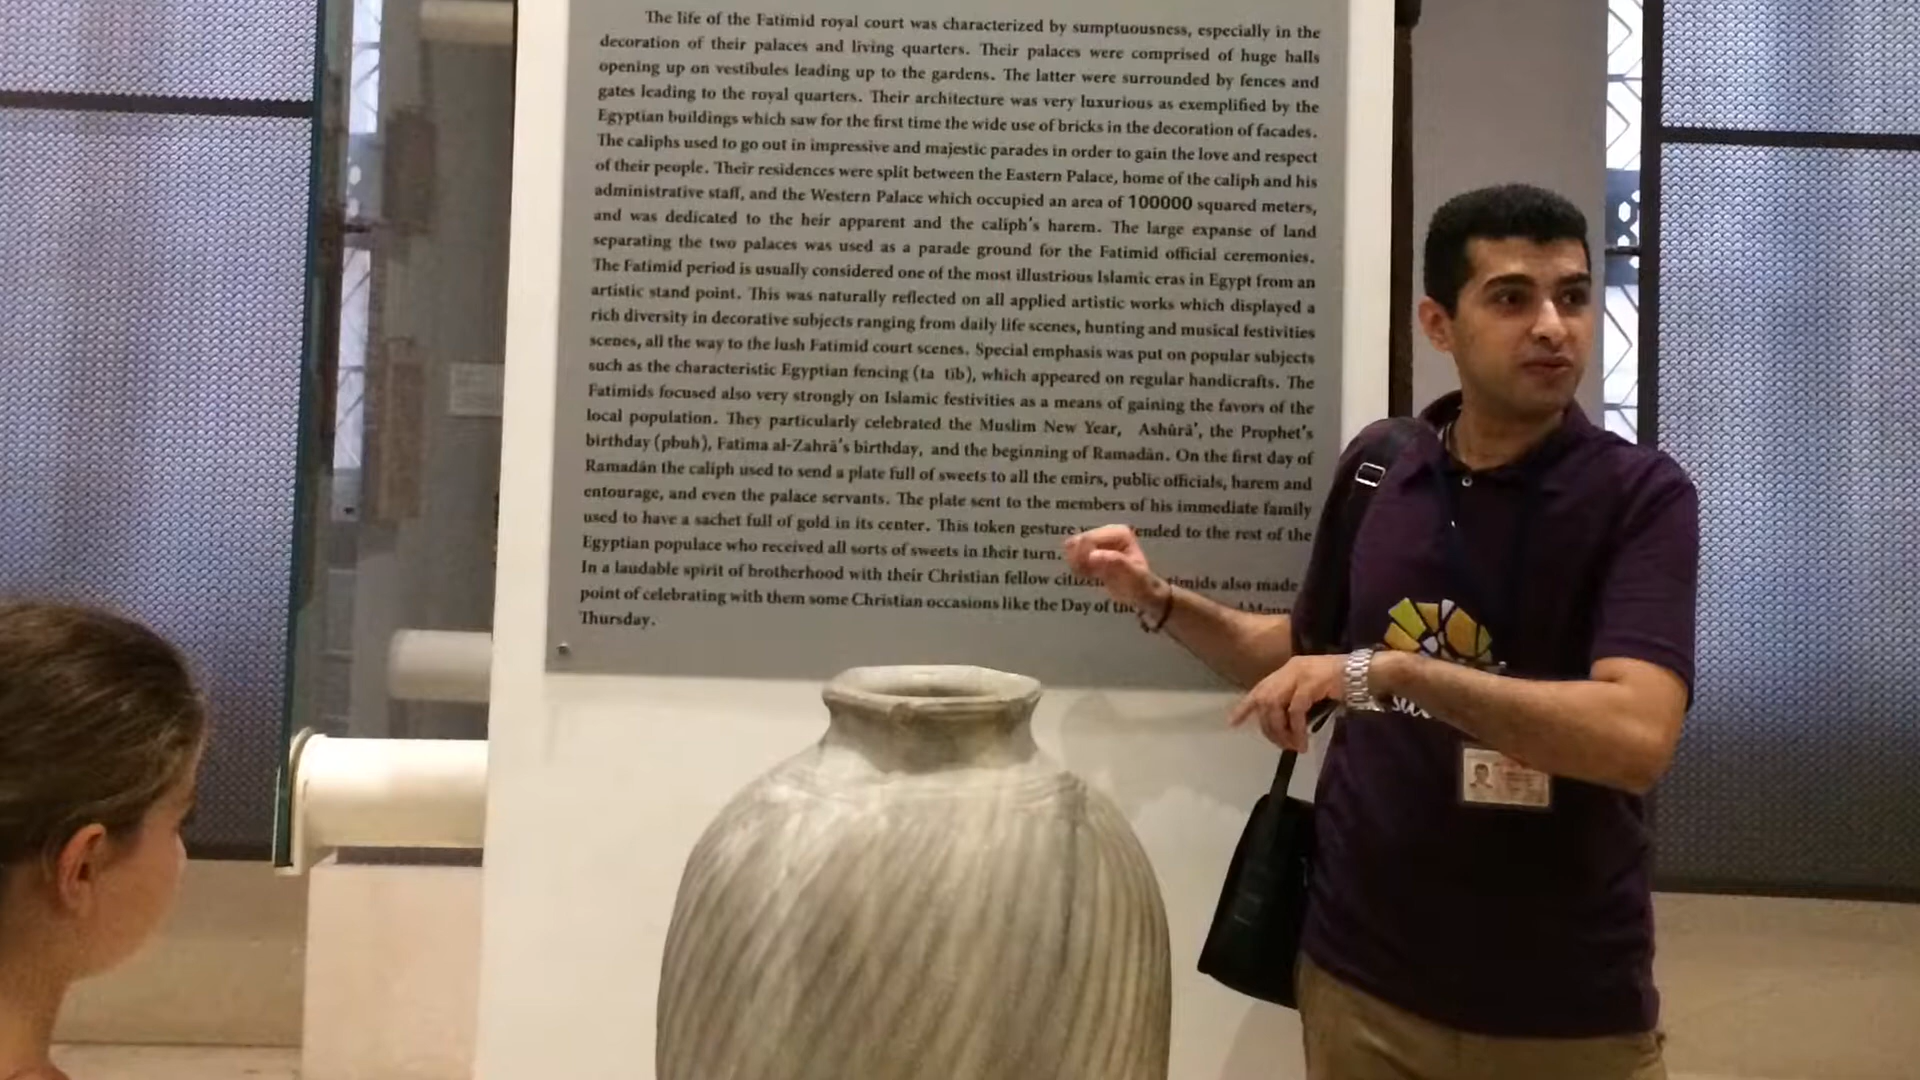 The life of the Fatimid royal court was characterized by sumptuousness, especially in the
decoration of their palaces and living quarters. Their palaces were comprised of huge halls
opening up on vestibules leading up to the gardens. The latter were surrounded by fences and
gates leading to the royal quarters. Their architecture was very luxurious as exemplified by the
Egyptian buildings which saw for the first time the wide use of bricks in the decoration of facades.
The caliphs used to go out in impressive and majestic parades in order to gain the love and respect
of their people. Their residences were split between the Eastern Palace, home of the caliph and his
administrative staff, and the Western Palace which occupied an area of 100000 squared meters,
and was dedicated to the heir apparent and the caliph's harem. The large expanse of land
separating the two palaces was used as a parade ground for the Fatimid official ceremonies.
The Fatimid period is usually considered one of the most illustrious Islamic eras in Egypt from an
artistic stand point. This was naturally reflected on all applied artistic works which displayed a
rich diversity in decorative subjects ranging from daily life scenes, hunting and musical festivities
scenes, all the way to the lush Fatimid court scenes. Special emphasis was put on popular subjects
such as the characteristic Egyptian fencing (ta tib), which appeared on regular handicrafts. The
Fatimids focused also very strongly on Islamic festivities as a means of gaining the favors of the
local population. They particularly celebrated the Muslim New Year, Ashûrâ', the Prophet's
birthday (pbuh), Fatima al-Zahrâ's birthday, and the beginning of Ramadân. On the first day of
Ramadân the caliph used to send a plate full of sweets to all the emirs, public officials, harem and
entourage, and even the palace servants. The plate sent to the members of his immediate family
used to have a sachet full of gold in its center. This token gesture ended to the rest of the
Egyptian populace who received all sorts of sweets in their turn.
In a laudable spirit of brotherhood with their Christian fellow timids also made
point of celebrating with them some Christian occasions like the Day of
Thursday.